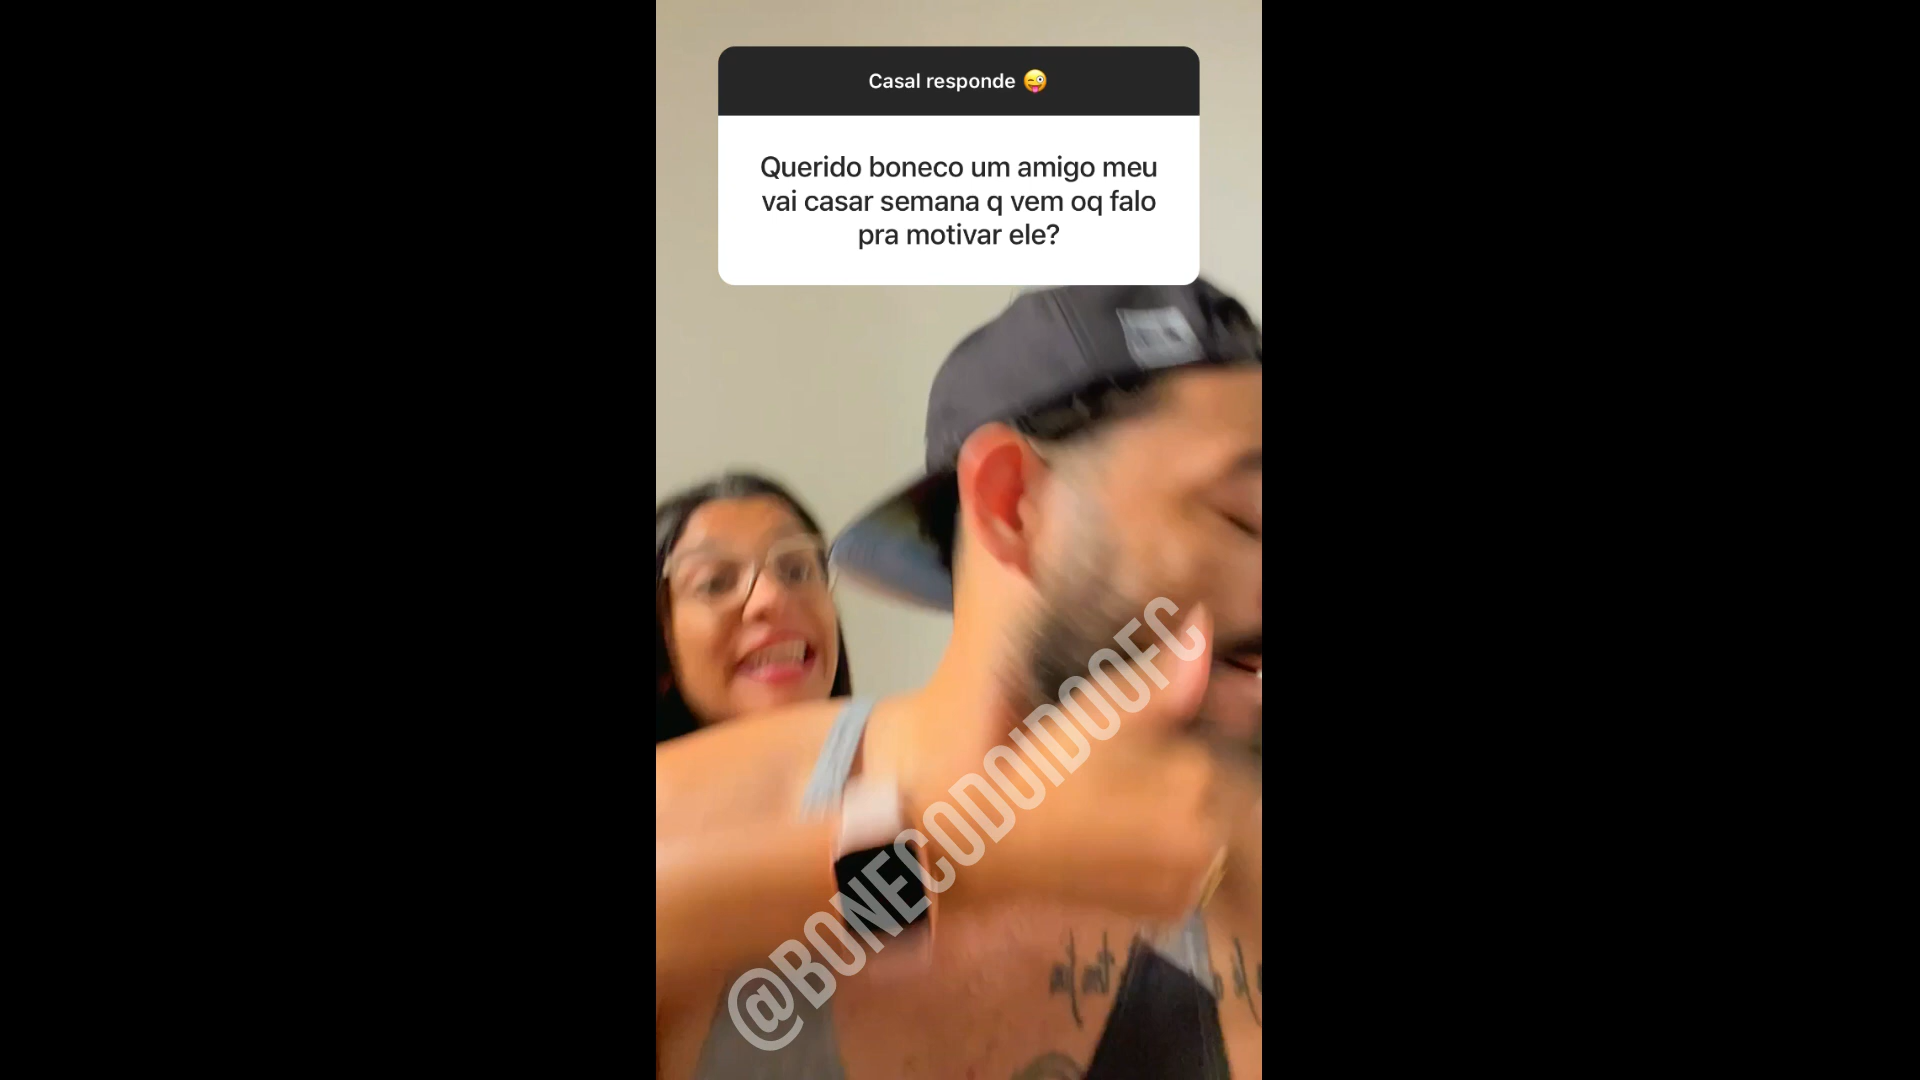 Casal responde 😜
Querido boneco um amigo meu
vai casar semana q vem oq falo
pra motivar ele?
@BONECODOIDOOFC